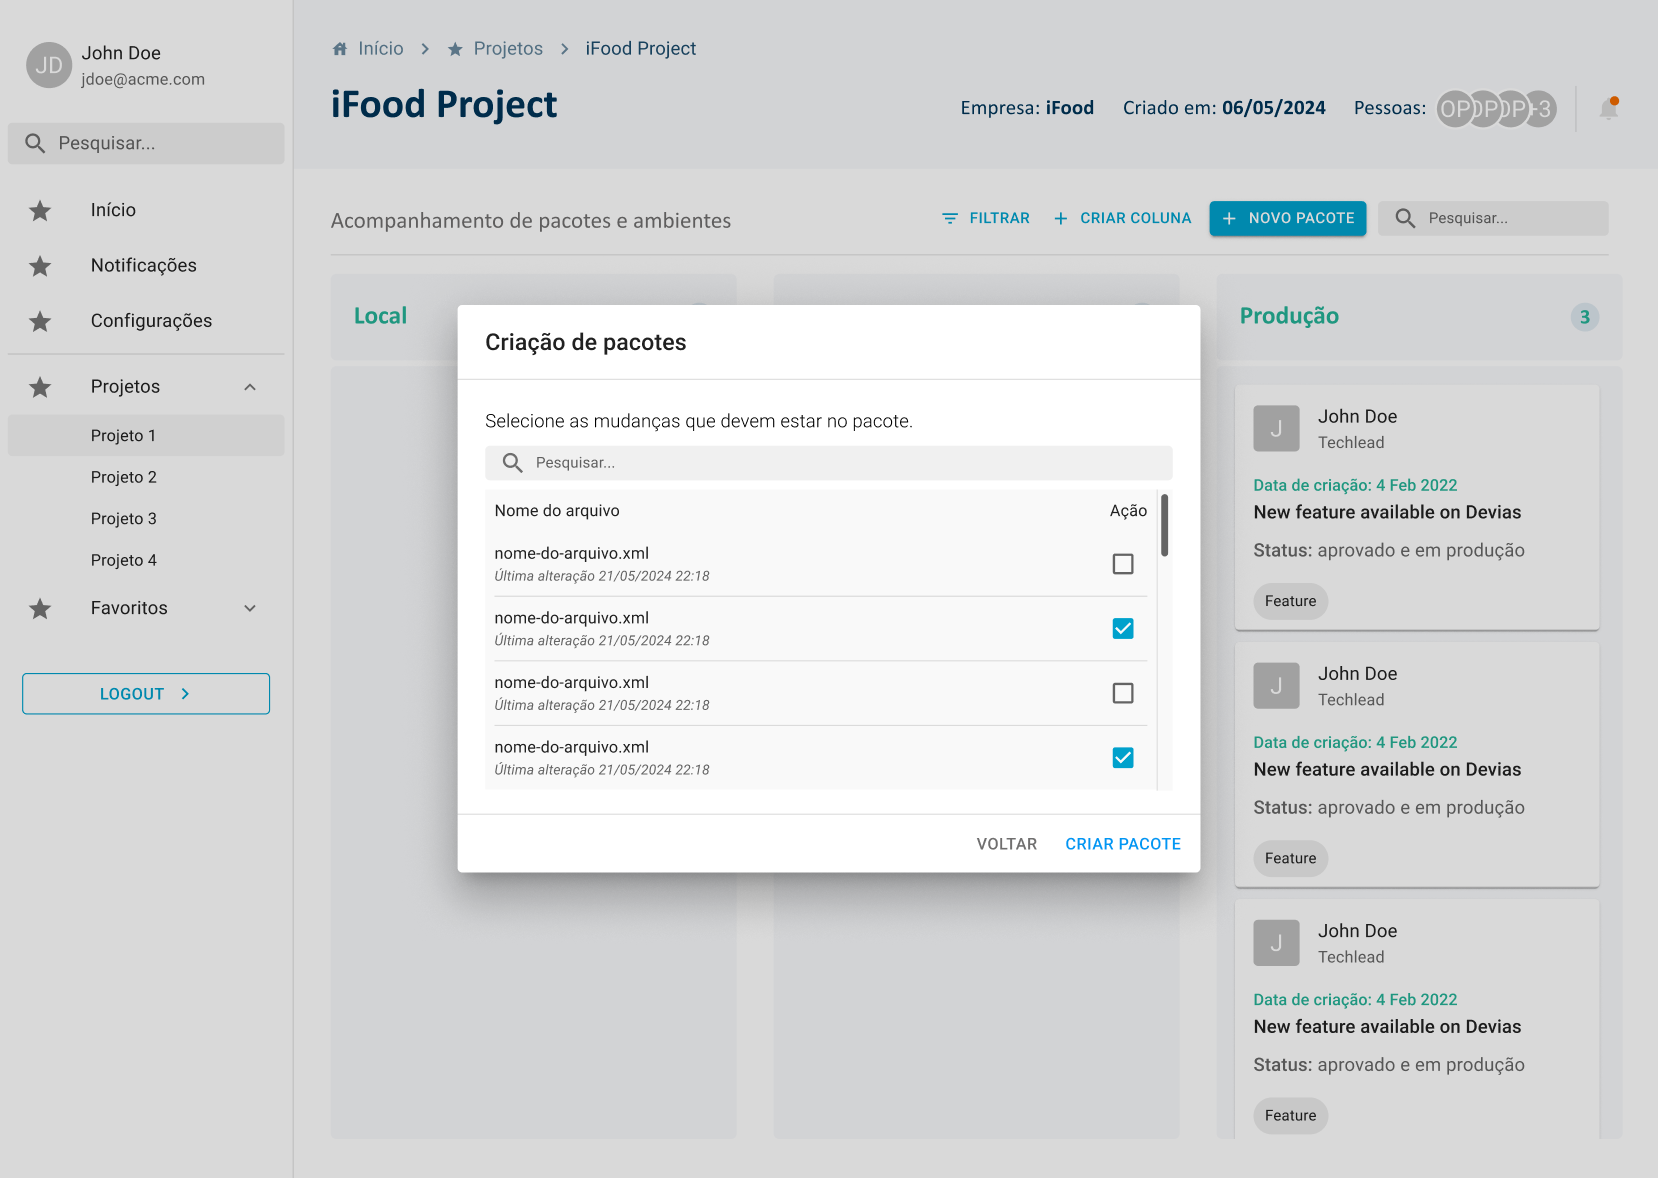 JD
John Doe
jdoe@acme.com
Pesquisar...
Início
Notificações
Configurações
Projetos
Projeto 1
Projeto 2
Projeto 3
Projeto 4
Favoritos
LOGOUT
Início > Projetos > iFood Project
iFood Project
Empresa: iFood Criado em: 06/05/2024 Pessoas: OP OP OP +3
Acompanhamento de pacotes e ambientes
FILTRAR + CRIAR COLUNA + NOVO PACOTE Pesquisar...
Local
Produção 3
Criação de pacotes
Selecione as mudanças que devem estar no pacote.
Pesquisar...
Nome do arquivo Ação
nome-do-arquivo.xml
Última alteração 21/05/2024 22:18
nome-do-arquivo.xml
Última alteração 21/05/2024 22:18
nome-do-arquivo.xml
Última alteração 21/05/2024 22:18
nome-do-arquivo.xml
Última alteração 21/05/2024 22:18
VOLTAR CRIAR PACOTE
J
John Doe
Techlead
Data de criação: 4 Feb 2022
New feature available on Devias
Status: aprovado e em produção
Feature
J
John Doe
Techlead
Data de criação: 4 Feb 2022
New feature available on Devias
Status: aprovado e em produção
Feature
J
John Doe
Techlead
Data de criação: 4 Feb 2022
New feature available on Devias
Status: aprovado e em produção
Feature